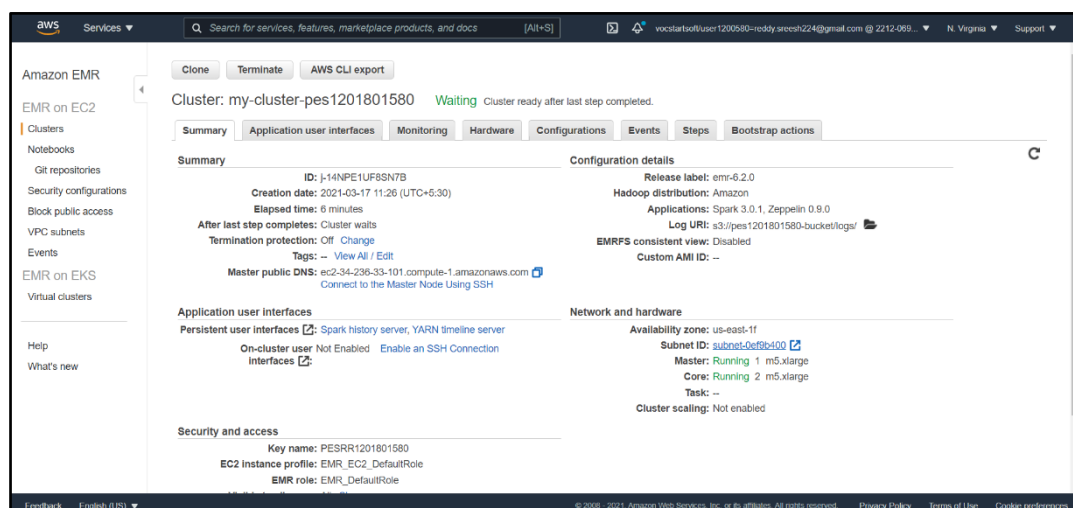 aws Services ▼ Search for services, features, marketplace products, and docs [Alt+S] vocstartsoft/user1200580=reddy.sreesh224@gmail.com @ 2212-069... ▼ N. Virginia ▼ Support ▼
Amazon EMR
EMR on EC2
Clusters
Notebooks
Git repositories
Security configurations
Block public access
VPC subnets
Events
EMR on EKS
Virtual clusters
Help
What's new
Clone Terminate AWS CLI export
Cluster: my-cluster-pes1201801580 Waiting Cluster ready after last step completed.
Summary Application user interfaces Monitoring Hardware Configurations Events Steps Bootstrap actions
Summary
ID: j-14NPE1UF8SN7B
Creation date: 2021-03-17 11:26 (UTC+5:30)
Elapsed time: 6 minutes
After last step completes: Cluster waits
Termination protection: Off Change
Tags: -- View All / Edit
Master public DNS: ec2-34-236-33-101.compute-1.amazonaws.com
Connect to the Master Node Using SSH
Configuration details
Release label: emr-6.2.0
Hadoop distribution: Amazon
Applications: Spark 3.0.1, Zeppelin 0.9.0
Log URI: s3://pes1201801580-bucket/logs/
EMRFS consistent view: Disabled
Custom AMI ID: --
Application user interfaces
Persistent user interfaces : Spark history server, YARN timeline server
On-cluster user Not Enabled Enable an SSH Connection
interfaces :
Network and hardware
Availability zone: us-east-1f
Subnet ID: subnet-0ef9b400
Master: Running 1 m5.xlarge
Core: Running 2 m5.xlarge
Task: --
Cluster scaling: Not enabled
Security and access
Key name: PESRR1201801580
EC2 instance profile: EMR_EC2_DefaultRole
EMR role: EMR_DefaultRole
Feedback English (US) ▼ © 2008 - 2021, Amazon Web Services, Inc. or its affiliates. All rights reserved. Privacy Policy Terms of Use Cookie preferences